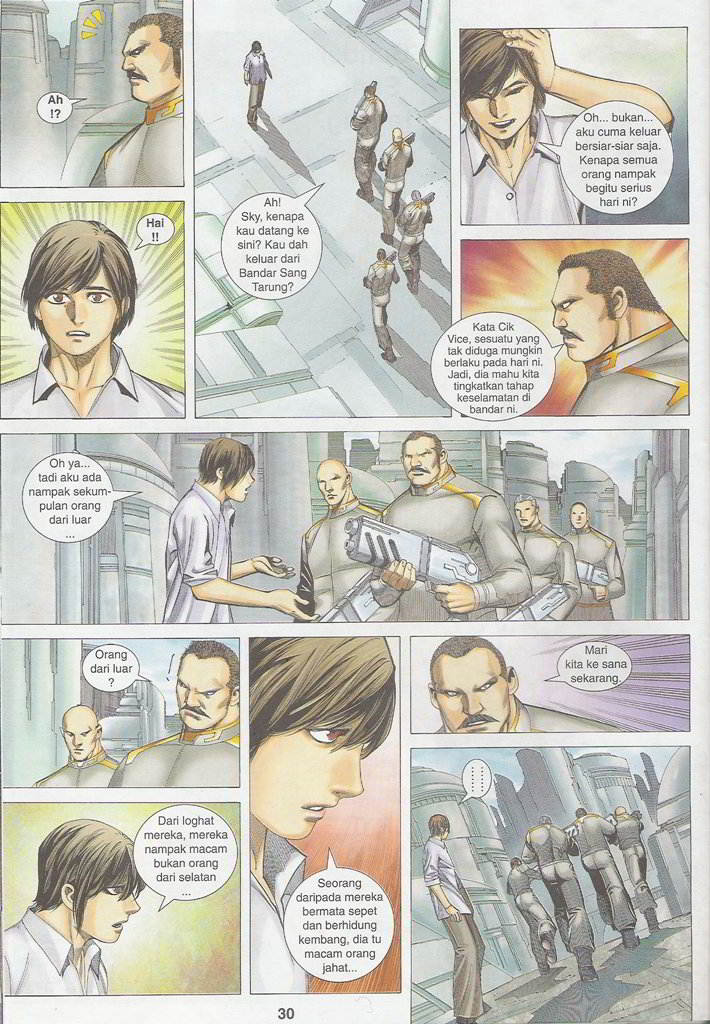 Ah
!?
Ah!
Sky, kenapa
kau datang ke
sini? Kau dah
keluar dari
Bandar Sang
Tarung?
Oh... bukan...
aku cuma keluar
bersiar-siar saja.
Kenapa semua
orang nampak
begitu serius
hari ni?
Hai
!!
Kata Cik
Vice, sesuatu yang
tak diduga mungkin
berlaku pada hari ni.
Jadi, dia mahu kita
tingkatkan tahap
keselamatan di
bandar ni.
Oh ya...
tadi aku ada
nampak sekum-
pulan orang
dari luar
...
Orang
dari luar
?
Dari loghat
mereka, mereka
nampak macam
bukan orang
dari selatan
...
Seorang
daripada mereka
bermata sepet
dan berhidung
kembang, dia tu
macam orang
jahat...
Mari
kita ke sana
sekarang.
......
30